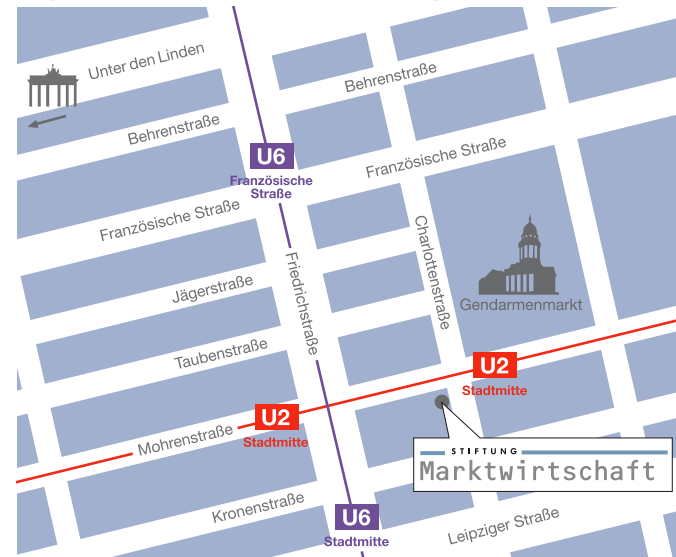 Unter den Linden
Behrenstraße
Behrenstraße
U6
Französische
Straße
Französische Straße
Französische Straße
Charlottenstraße
Friedrichstraße
Gendarmenmarkt
Jägerstraße
Taubenstraße
U2
Stadtmitte
U2
Stadtmitte
Mohrenstraße
STIFTUNG
Marktwirtschaft
Kronenstraße
U6
Stadtmitte
Leipziger Straße